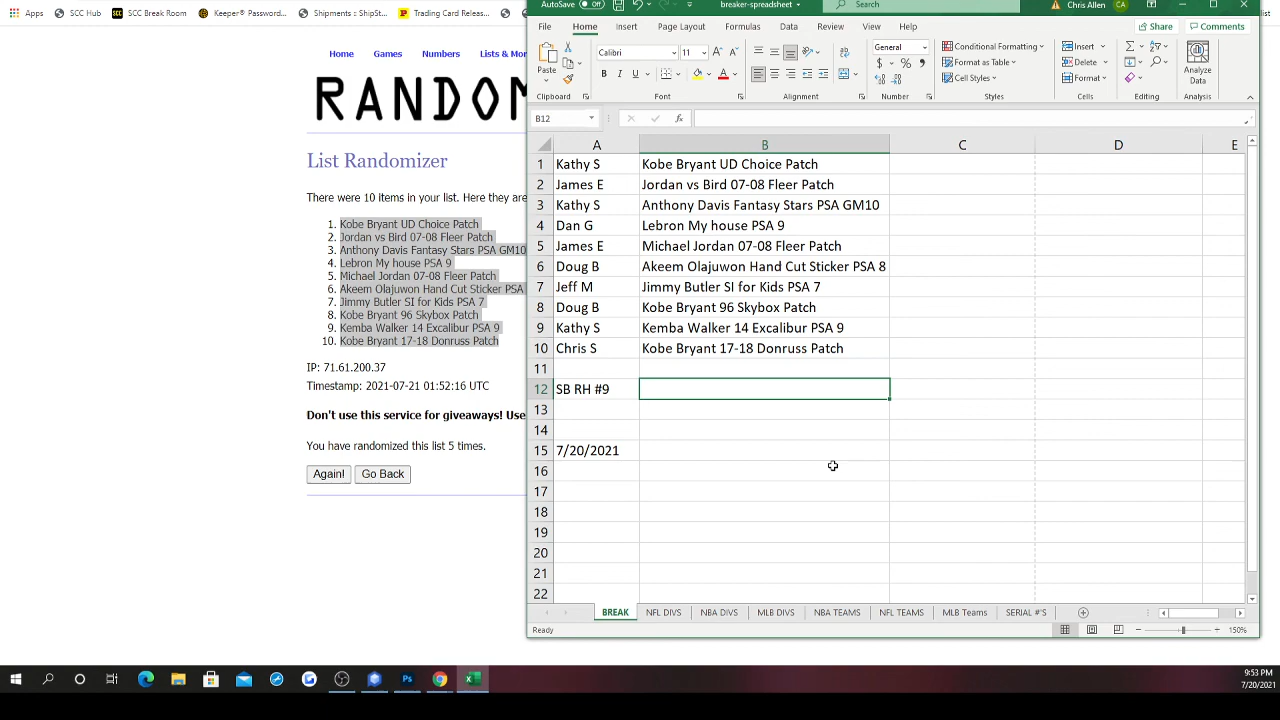 Apps SCC Hub SCC Break Room Keeper® Password... Shipments :: ShipSt... Trading Card Releas...
Home Games Numbers Lists & Mor
RANDOM
List Randomizer
There were 10 items in your list. Here they are
1. Kobe Bryant UD Choice Patch
2. Jordan vs Bird 07-08 Fleer Patch
3. Anthony Davis Fantasy Stars PSA GM10
4. Lebron My house PSA 9
5. Michael Jordan 07-08 Fleer Patch
6. Akeem Olajuwon Hand Cut Sticker PSA
7. Jimmy Butler SI for Kids PSA 7
8. Kobe Bryant 96 Skybox Patch
9. Kemba Walker 14 Excalibur PSA 9
10. Kobe Bryant 17-18 Donruss Patch
IP: 71.61.200.37
Timestamp: 2021-07-21 01:52:16 UTC
Don't use this service for giveaways! Use
You have randomized this list 5 times.
Again! Go Back
AutoSave Off breaker-spreadsheet Search Chris Allen CA
File Home Insert Page Layout Formulas Data Review View Help Share Comments
Paste Calibri 11 General Conditional Formatting Insert Analyze Data
B I U Format as Table Delete
Cell Styles Format
Clipboard Font Alignment Number Styles Cells Editing Analysis
B12 fx
A B C D E
1 Kathy S Kobe Bryant UD Choice Patch
2 James E Jordan vs Bird 07-08 Fleer Patch
3 Kathy S Anthony Davis Fantasy Stars PSA GM10
4 Dan G Lebron My house PSA 9
5 James E Michael Jordan 07-08 Fleer Patch
6 Doug B Akeem Olajuwon Hand Cut Sticker PSA 8
7 Jeff M Jimmy Butler SI for Kids PSA 7
8 Doug B Kobe Bryant 96 Skybox Patch
9 Kathy S Kemba Walker 14 Excalibur PSA 9
10 Chris S Kobe Bryant 17-18 Donruss Patch
11
12 SB RH #9
13
14
15 7/20/2021
16
17
18
19
20
21
22
BREAK NFL DIVS NBA DIVS MLB DIVS NBA TEAMS NFL TEAMS MLB Teams SERIAL #'S
Ready 150%
9:53 PM
7/20/2021